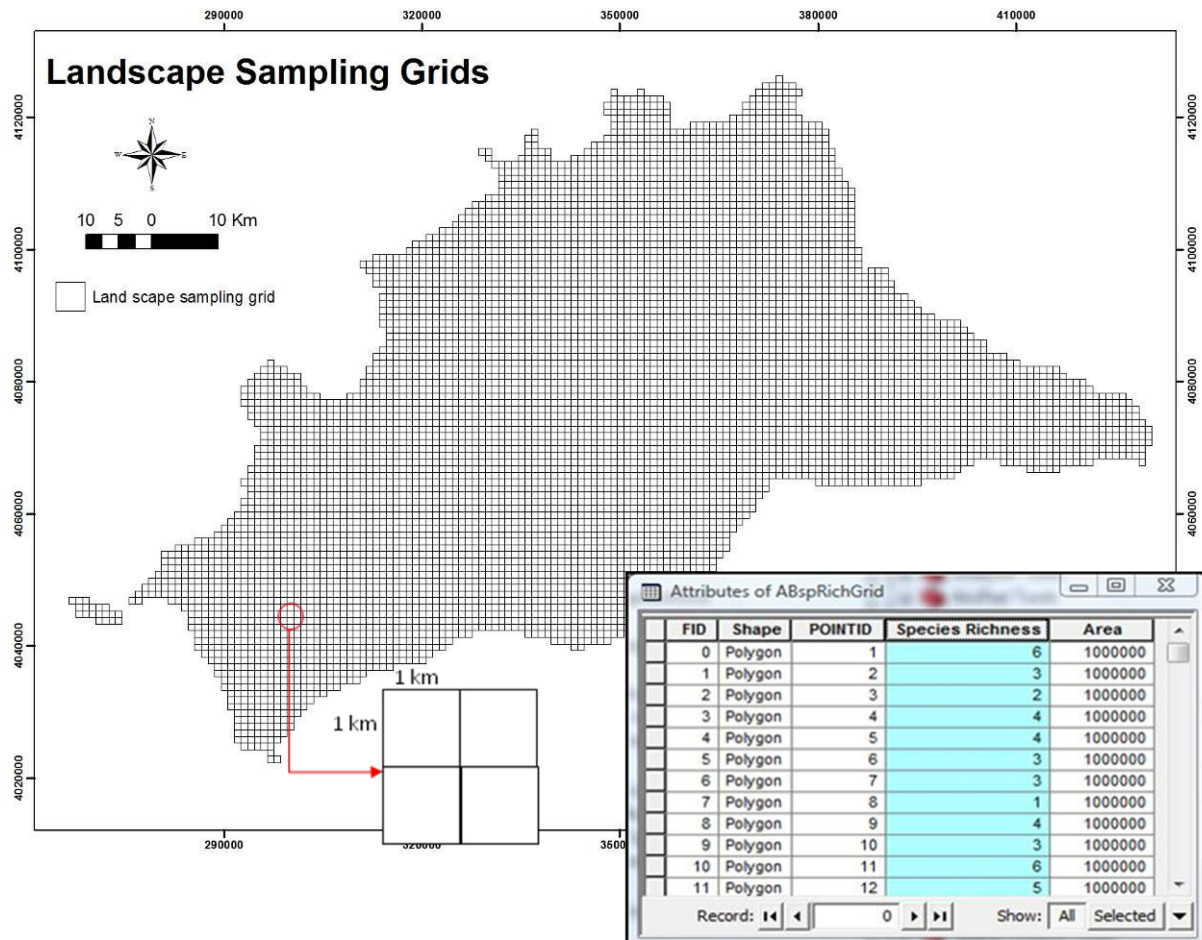 290000 320000 350000 380000 410000
Landscape Sampling Grids
4120000 4120000
N
W E
S
10 5 0 10 Km
4100000 4100000
Land scape sampling grid
4080000 4080000
4060000 4060000
4040000
4020000
1 km
1 km
290000 320000
Attributes of ABspRichGrid
FID Shape POINTID Species Richness Area
0 Polygon 1 6 1000000
1 Polygon 2 3 1000000
2 Polygon 3 2 1000000
3 Polygon 4 4 1000000
4 Polygon 5 4 1000000
5 Polygon 6 3 1000000
6 Polygon 7 3 1000000
7 Polygon 8 1 1000000
8 Polygon 9 4 1000000
9 Polygon 10 3 1000000
10 Polygon 11 6 1000000
11 Polygon 12 5 1000000
Record: 0 Show: All Selected